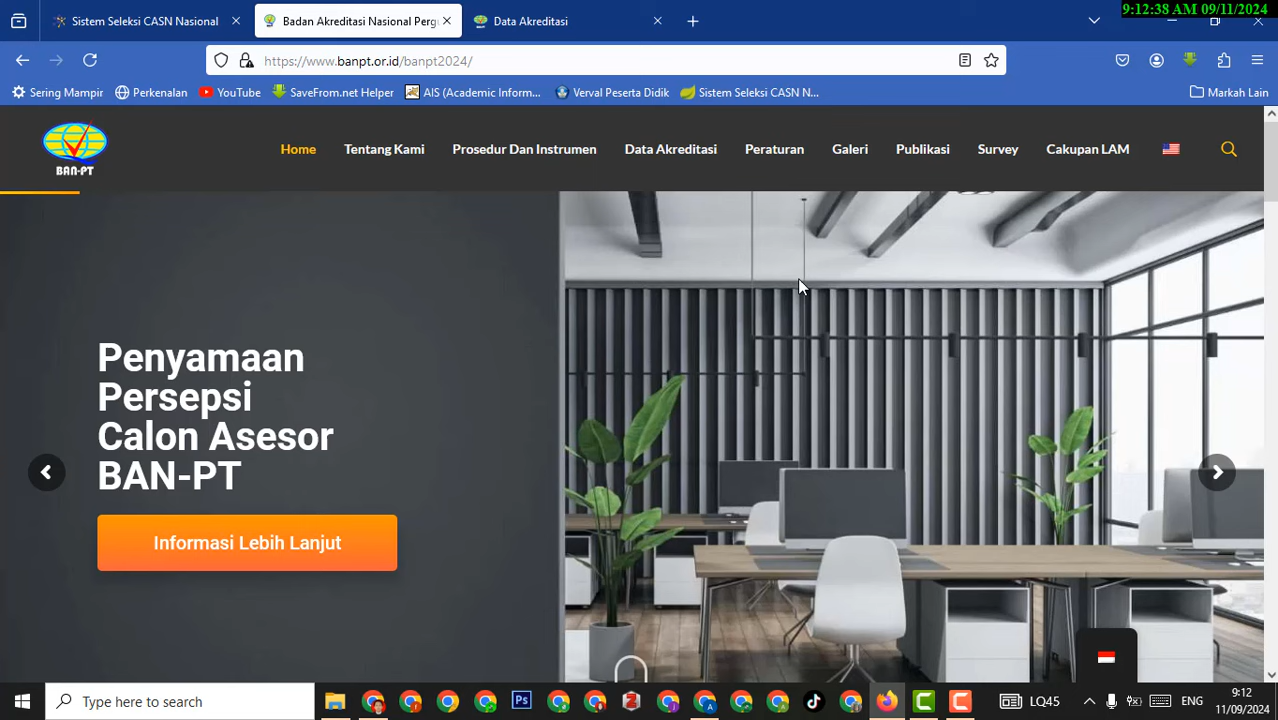 9:12:38 AM 09/11/2024
Sistem Seleksi CASN Nasional
Badan Akreditasi Nasional Pergu
Data Akreditasi
https://www.banpt.or.id/banpt2024/
Sering Mampir
Perkenalan
YouTube
SaveFrom.net Helper
AIS (Academic Inform...
Verval Peserta Didik
Sistem Seleksi CASN N...
Markah Lain
BAN-PT
Home
Tentang Kami
Prosedur Dan Instrumen
Data Akreditasi
Peraturan
Galeri
Publikasi
Survey
Cakupan LAM
Penyamaan
Persepsi
Calon Asesor
BAN-PT
Informasi Lebih Lanjut
Type here to search
Ps
LQ45
ENG
9:12
11/09/2024